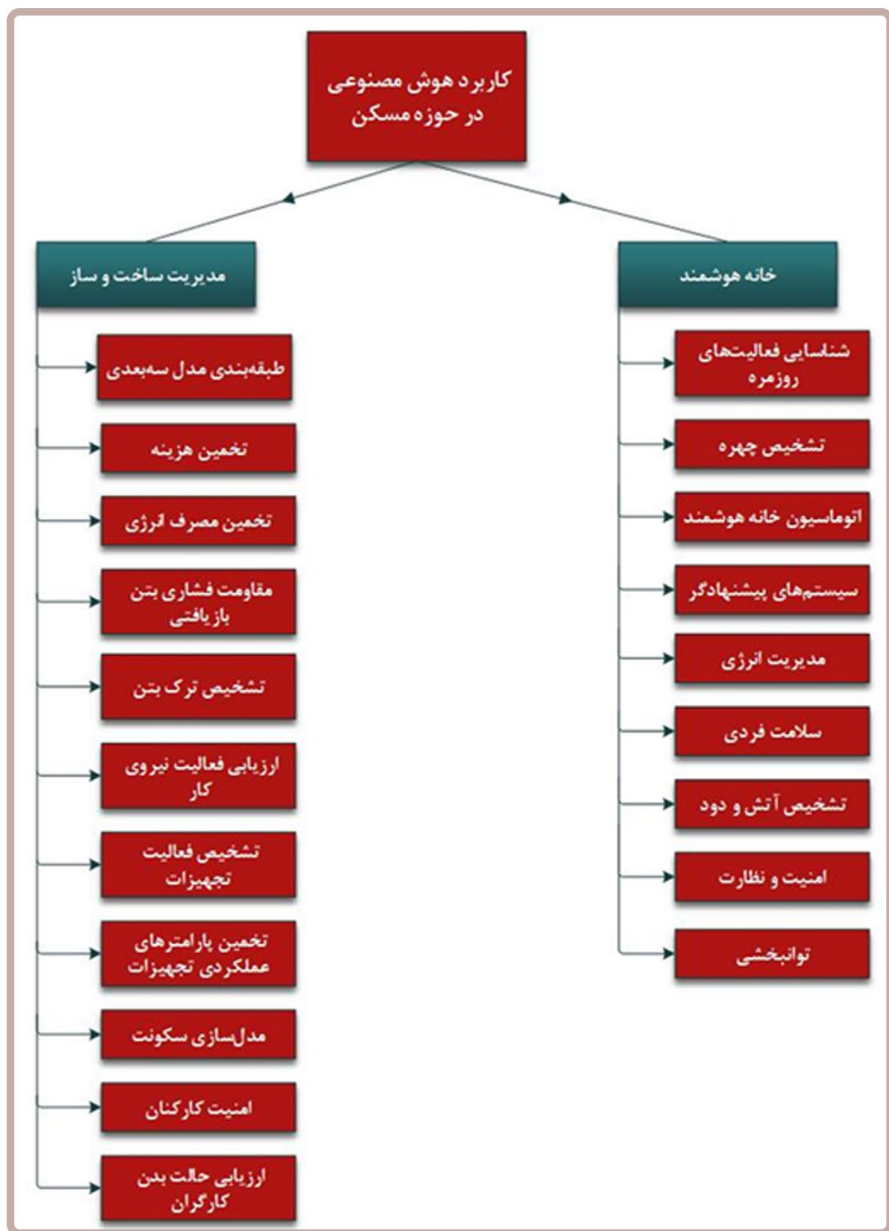 کاربرد هوش مصنوعی
در حوزه مسکن
خانه هوشمند
شناسایی فعالیت‌های
روزمره
تشخیص چهره
اتوماسیون خانه هوشمند
سیستم‌های پیشنهادگر
مدیریت انرژی
سلامت فردی
تشخیص آتش و دود
امنیت و نظارت
توانبخشی
مدیریت ساخت و ساز
طبقه‌بندی مدل سه‌بعدی
تخمین هزینه
تخمین مصرف انرژی
مقاومت فشاری بتن
بازیافتی
تشخیص ترک بتن
ارزیابی فعالیت نیروی
کار
تشخیص فعالیت
تجهیزات
تخمین پارامترهای
عملکردی تجهیزات
مدل‌سازی سکونت
امنیت کارکنان
ارزیابی حالت بدن
کارگران